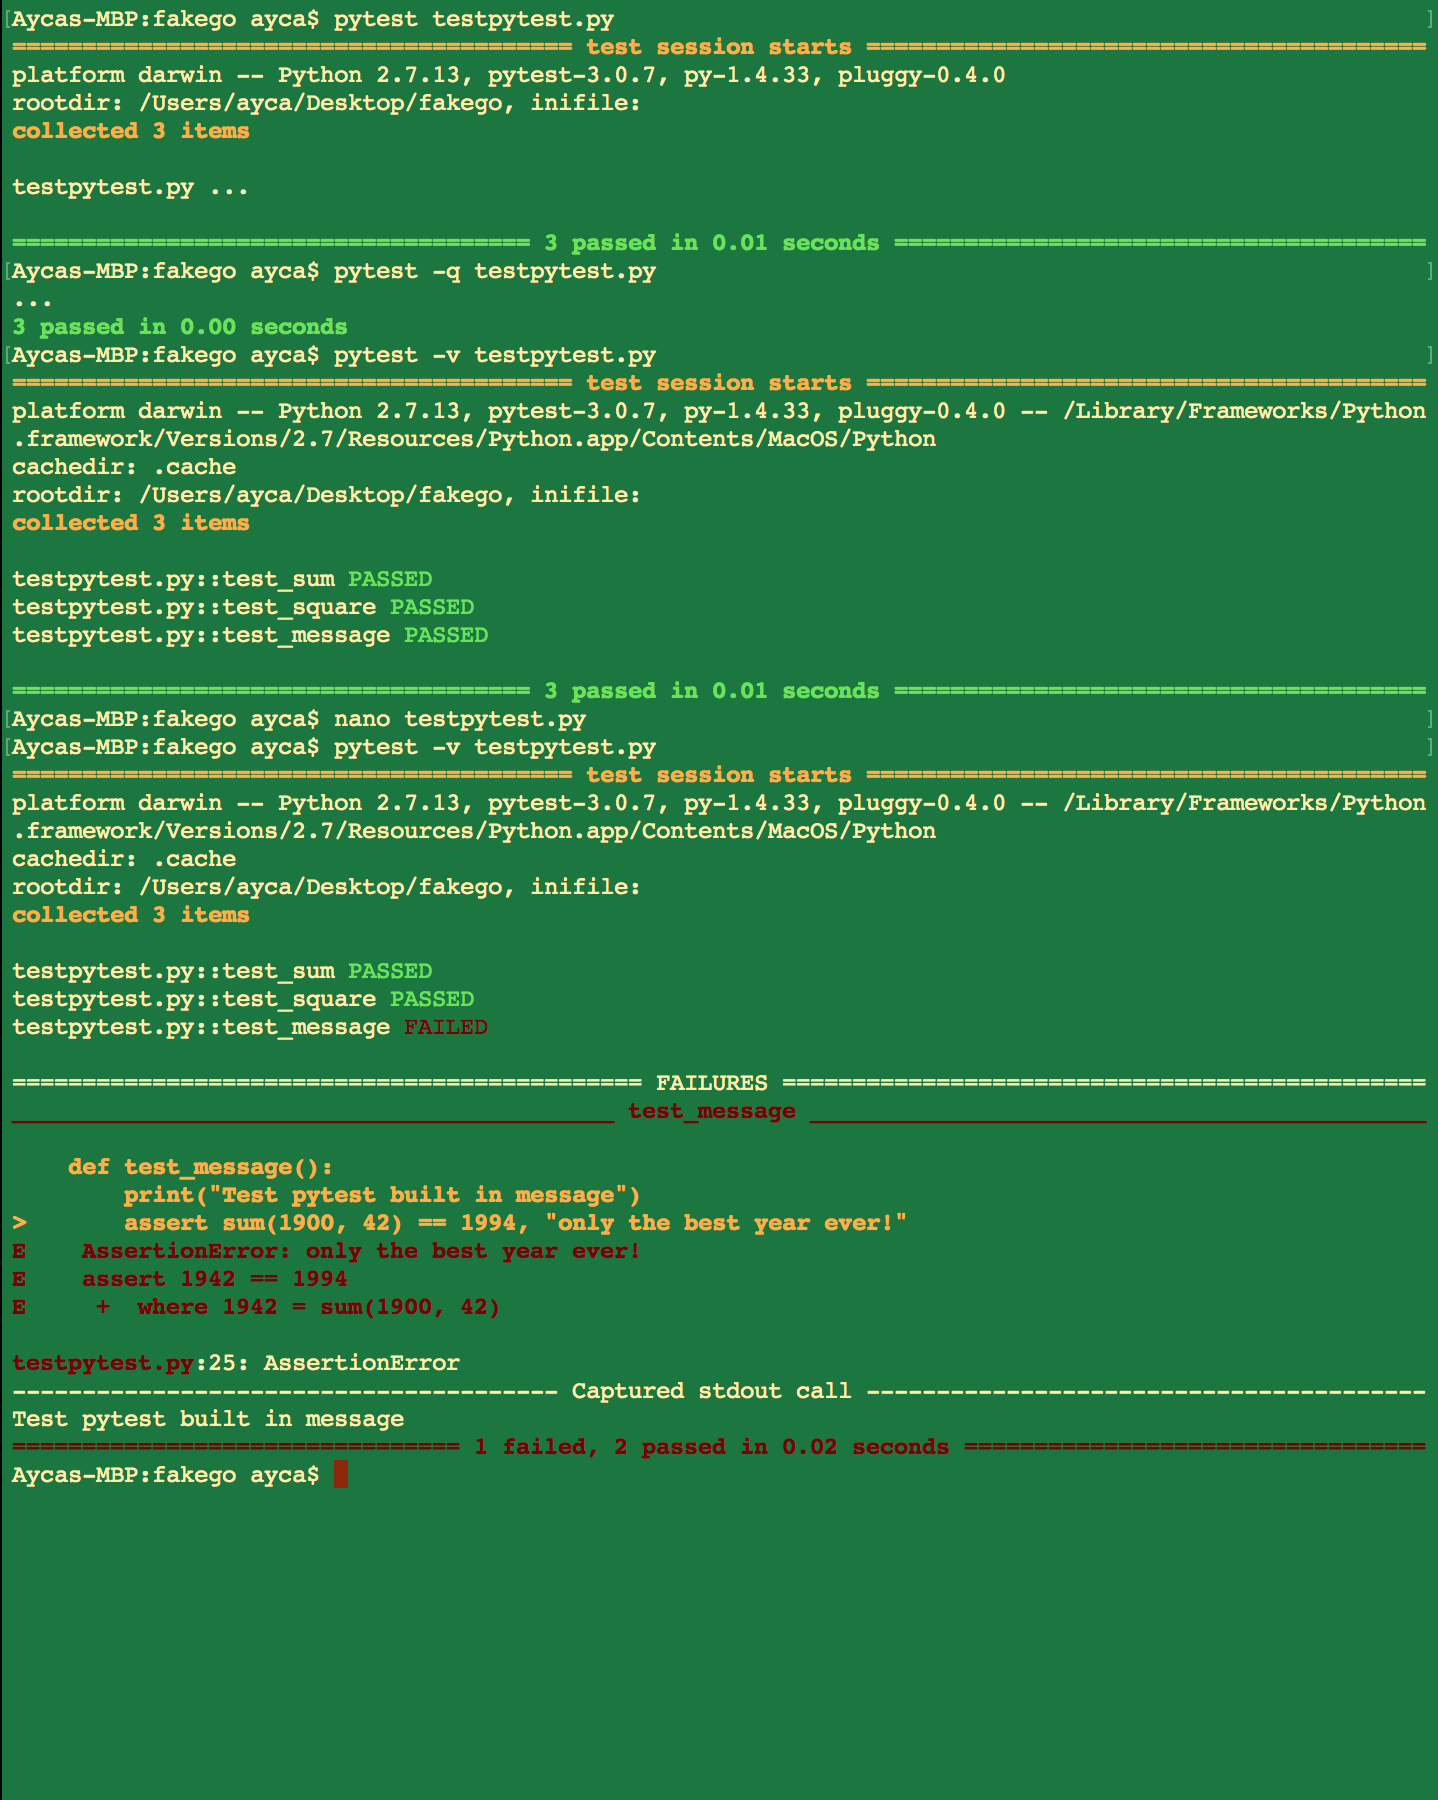 [Aycas-MBP:fakego ayca$ pytest testpytest.py ]
======================================== test session starts ========================================
platform darwin -- Python 2.7.13, pytest-3.0.7, py-1.4.33, pluggy-0.4.0
rootdir: /Users/ayca/Desktop/fakego, inifile:
collected 3 items
testpytest.py ...
===================================== 3 passed in 0.01 seconds ======================================
[Aycas-MBP:fakego ayca$ pytest -q testpytest.py ]
...
3 passed in 0.00 seconds
[Aycas-MBP:fakego ayca$ pytest -v testpytest.py ]
======================================== test session starts ========================================
platform darwin -- Python 2.7.13, pytest-3.0.7, py-1.4.33, pluggy-0.4.0 -- /Library/Frameworks/Python
.framework/Versions/2.7/Resources/Python.app/Contents/MacOS/Python
cachedir: .cache
rootdir: /Users/ayca/Desktop/fakego, inifile:
collected 3 items
testpytest.py::test_sum PASSED
testpytest.py::test_square PASSED
testpytest.py::test_message PASSED
===================================== 3 passed in 0.01 seconds ======================================
[Aycas-MBP:fakego ayca$ nano testpytest.py ]
[Aycas-MBP:fakego ayca$ pytest -v testpytest.py ]
======================================== test session starts ========================================
platform darwin -- Python 2.7.13, pytest-3.0.7, py-1.4.33, pluggy-0.4.0 -- /Library/Frameworks/Python
.framework/Versions/2.7/Resources/Python.app/Contents/MacOS/Python
cachedir: .cache
rootdir: /Users/ayca/Desktop/fakego, inifile:
collected 3 items
testpytest.py::test_sum PASSED
testpytest.py::test_square PASSED
testpytest.py::test_message FAILED
============================================= FAILURES ==============================================
___________________________________________ test_message ____________________________________________
    def test_message():
        print("Test pytest built in message")
>       assert sum(1900, 42) == 1994, "only the best year ever!"
E    AssertionError: only the best year ever!
E    assert 1942 == 1994
E     +  where 1942 = sum(1900, 42)
testpytest.py:25: AssertionError
--------------------------------------- Captured stdout call ----------------------------------------
Test pytest built in message
================================ 1 failed, 2 passed in 0.02 seconds =================================
Aycas-MBP:fakego ayca$